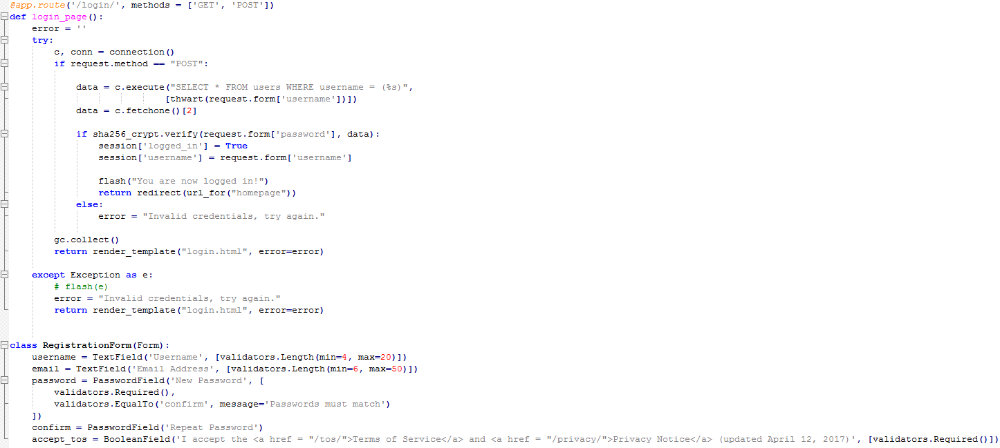 @app.route('/login/', methods = ['GET', 'POST'])
def login_page():
    error = ''
    try:
        c, conn = connection()
        if request.method == "POST":
            data = c.execute("SELECT * FROM users WHERE username = (%s)",
                            [thwart(request.form['username'])])
            data = c.fetchone()[2]
            if sha256_crypt.verify(request.form['password'], data):
                session['logged_in'] = True
                session['username'] = request.form['username']
                flash("You are now logged in!")
                return redirect(url_for("homepage"))
            else:
                error = "Invalid credentials, try again."
        gc.collect()
        return render_template("login.html", error=error)
    except Exception as e:
        # flash(e)
        error = "Invalid credentials, try again."
        return render_template("login.html", error=error)
class RegistrationForm(Form):
    username = TextField('Username', [validators.Length(min=4, max=20)])
    email = TextField('Email Address', [validators.Length(min=6, max=50)])
    password = PasswordField('New Password', [
        validators.Required(),
        validators.EqualTo('confirm', message='Passwords must match')
    ])
    confirm = PasswordField('Repeat Password')
    accept_tos = BooleanField('I accept the <a href = "/tos/">Terms of Service</a> and <a href = "/privacy/">Privacy Notice</a> (updated April 12, 2017)', [validators.Required()])